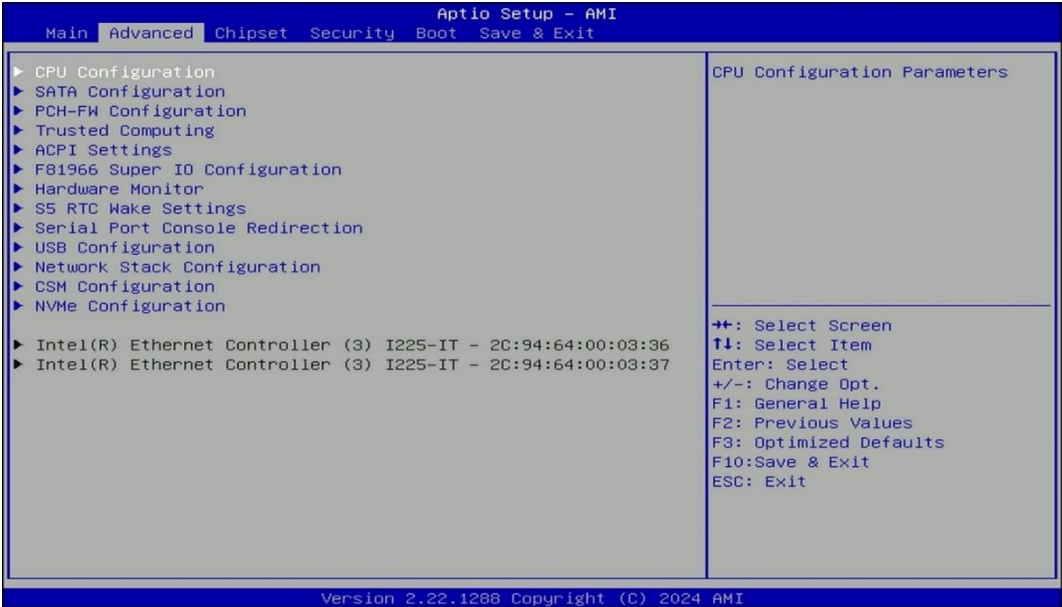 Aptio Setup – AMI
Main Advanced Chipset Security Boot Save & Exit
▶ CPU Configuration
▶ SATA Configuration
▶ PCH-FW Configuration
▶ Trusted Computing
▶ ACPI Settings
▶ F81966 Super IO Configuration
▶ Hardware Monitor
▶ S5 RTC Wake Settings
▶ Serial Port Console Redirection
▶ USB Configuration
▶ Network Stack Configuration
▶ CSM Configuration
▶ NVMe Configuration
▶ Intel(R) Ethernet Controller (3) I225-IT – 2C:94:64:00:03:36
▶ Intel(R) Ethernet Controller (3) I225-IT – 2C:94:64:00:03:37
CPU Configuration Parameters
→←: Select Screen
↑↓: Select Item
Enter: Select
+/-: Change Opt.
F1: General Help
F2: Previous Values
F3: Optimized Defaults
F10:Save & Exit
ESC: Exit
Version 2.22.1288 Copyright (C) 2024 AMI